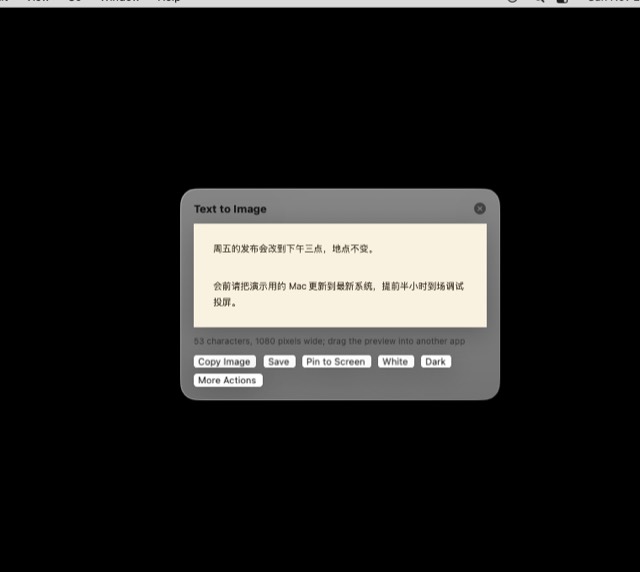 Window
Help
Text to Image
周五的发布会改到下午三点，地点不变。
会前请把演示用的 Mac 更新到最新系统，提前半小时到场调试
投屏。
53 characters, 1080 pixels wide; drag the preview into another app
Copy Image
Save
Pin to Screen
White
Dark
More Actions